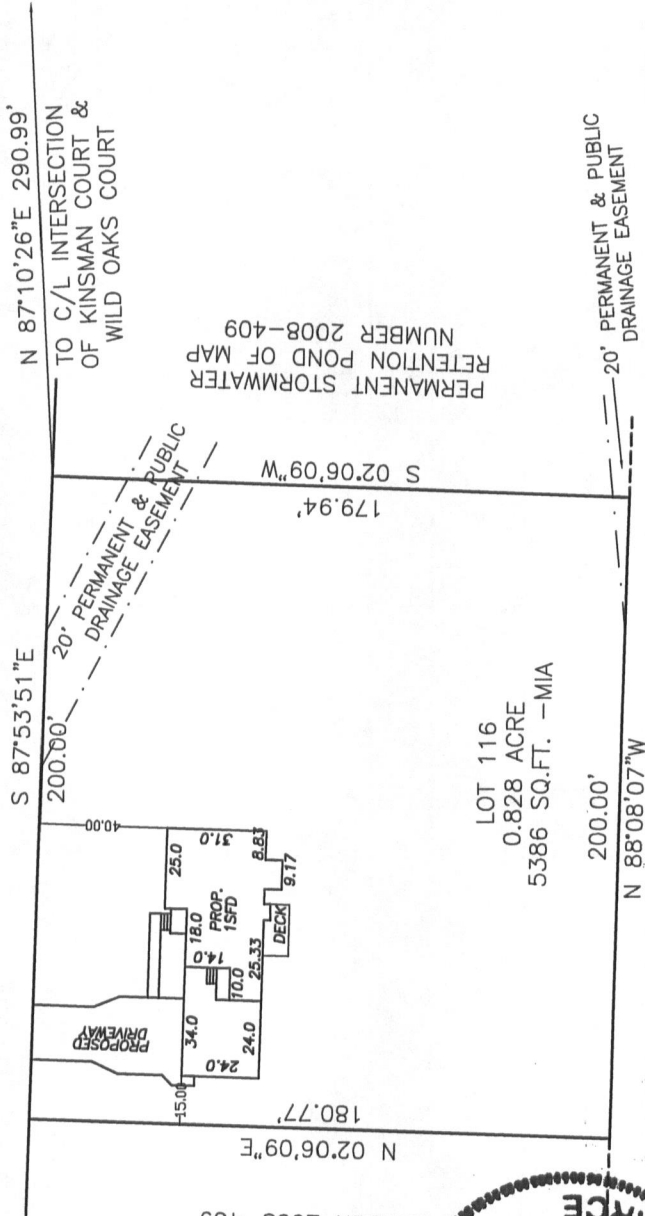 N 87°10'26"E 290.99'
TO C/L INTERSECTION
OF KINSMAN COURT &
WILD OAKS COURT
S 87°53'51"E
200.00'
20' PERMANENT & PUBLIC
DRAINAGE EASEMENT
PERMANENT STORMWATER
RETENTION POND OF MAP
NUMBER 2008-409
S 02°06'09"W
179.94'
20' PERMANENT & PUBLIC
DRAINAGE EASEMENT
40.00
25.0
31.0
8.83
9.17
PROP.
1SFD
18.0
14.0
DECK
10.0
25.33
PROPOSED
DRIVEWAY
34.0
24.0
24.0
15.00
LOT 116
0.828 ACRE
5386 SQ.FT. -MIA
200.00'
N 88°08'07"W
180.77'
N 02°06'09"E
ACE